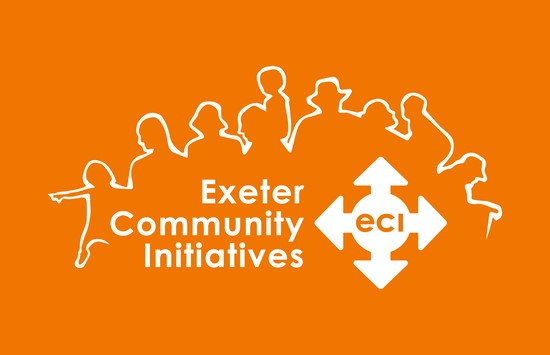 Exeter
Community
Initiatives
eci